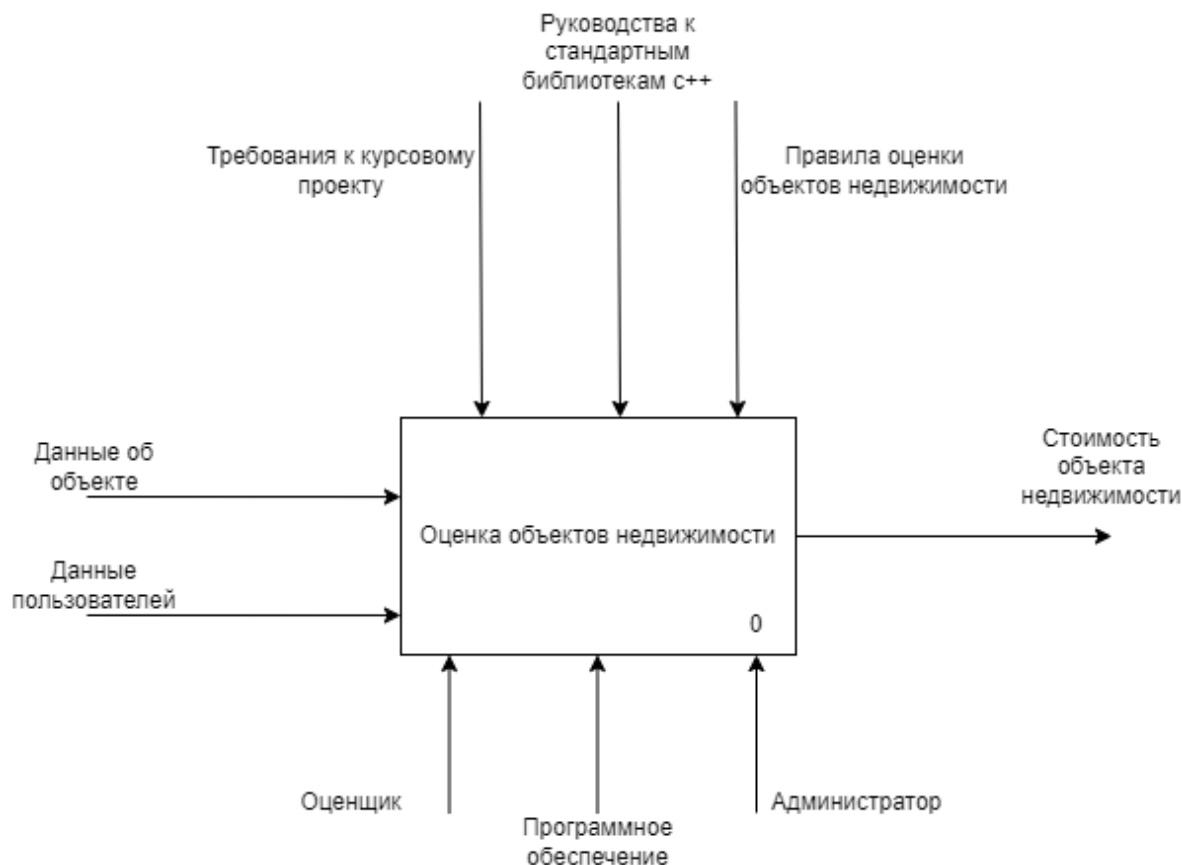 Руководства к
стандартным
библиотекам с++
Требования к курсовому
проекту
Правила оценки
объектов недвижимости
Данные об
объекте
Стоимость
объекта
недвижимости
Оценка объектов недвижимости
Данные
пользователей
0
Оценщик
Администратор
Программное
обеспечение